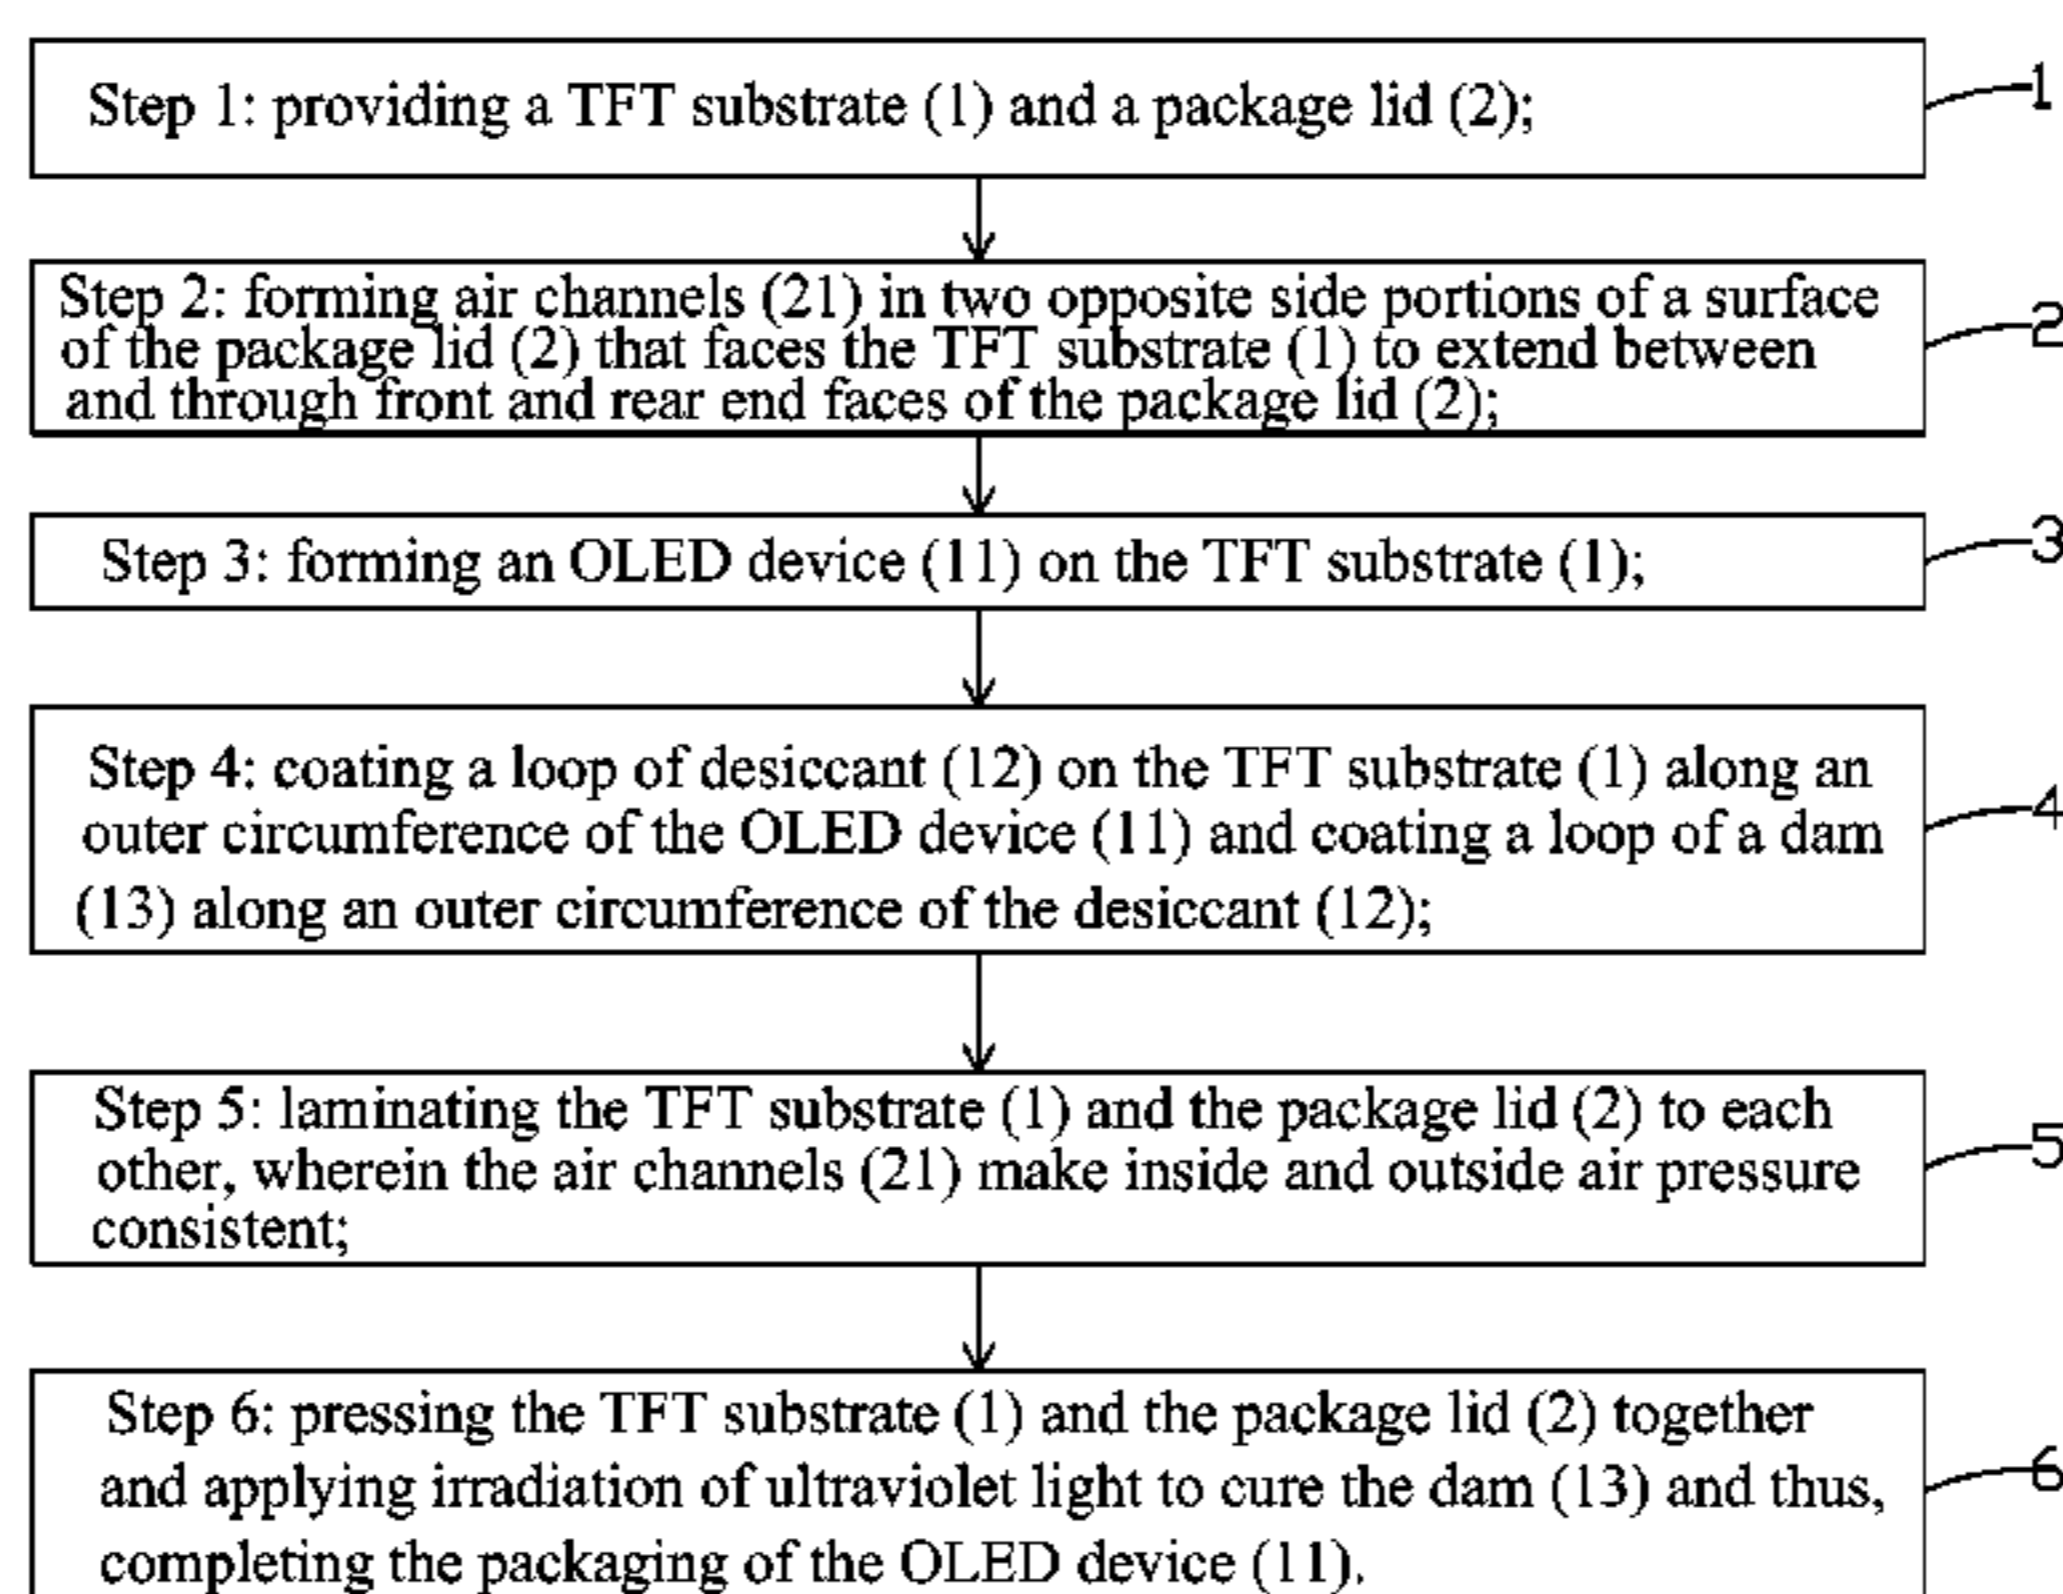 Step 1: providing a TFT substrate (1) and a package lid (2);
1
Step 2: forming air channels (21) in two opposite side portions of a surface
of the package lid (2) that faces the TFT substrate (1) to extend between
and through front and rear end faces of the package lid (2);
2
Step 3: forming an OLED device (11) on the TFT substrate (1);
3
Step 4: coating a loop of desiccant (12) on the TFT substrate (1) along an
outer circumference of the OLED device (11) and coating a loop of a dam
(13) along an outer circumference of the desiccant (12);
4
Step 5: laminating the TFT substrate (1) and the package lid (2) to each
other, wherein the air channels (21) make inside and outside air pressure
consistent;
5
Step 6: pressing the TFT substrate (1) and the package lid (2) together
and applying irradiation of ultraviolet light to cure the dam (13) and thus,
completing the packaging of the OLED device (11).
6